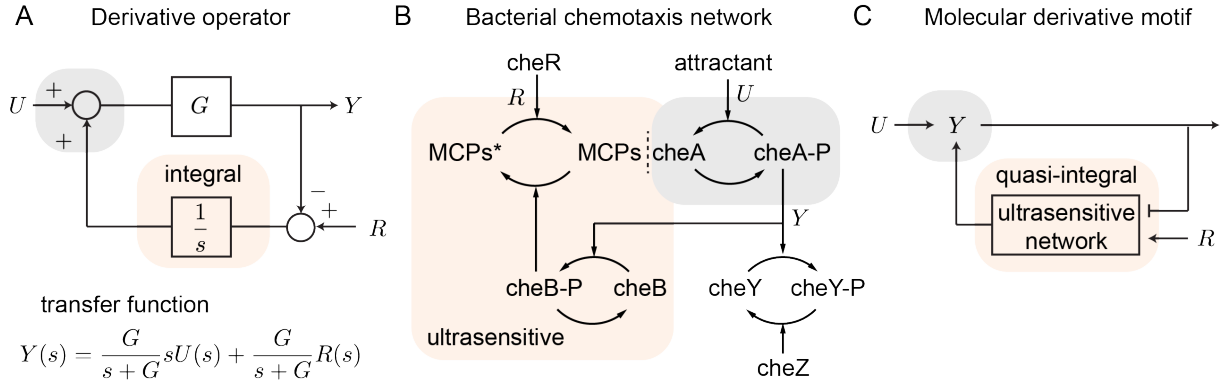 A Derivative operator
U + + G Y
integral
1/s
− + R
transfer function
Y(s) = G/(s + G) sU(s) + G/(s + G) R(s)
B Bacterial chemotaxis network
cheR attractant
R U
MCPs* MCPs cheA cheA-P
Y
cheB-P cheB cheY cheY-P
ultrasensitive
cheZ
C Molecular derivative motif
U Y
quasi-integral
ultrasensitive
network
R